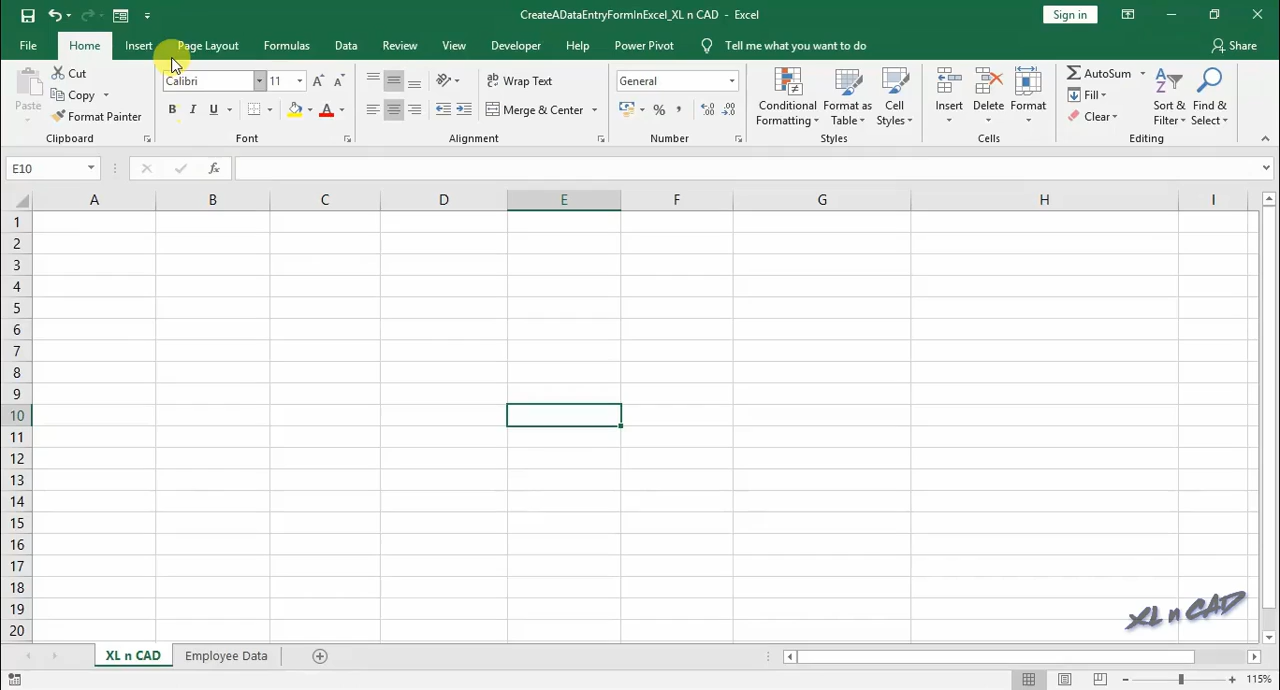 CreateADataEntryFormInExcel_XL n CAD - Excel
Sign in
File Home Insert Page Layout Formulas Data Review View Developer Help Power Pivot Tell me what you want to do Share
Paste
Cut
Copy
Format Painter
Clipboard
Calibri 11
B I U
Font
Wrap Text
Merge & Center
Alignment
General
%
Number
Conditional Formatting
Format as Table
Cell Styles
Styles
Insert Delete Format
Cells
AutoSum
Fill
Clear
Sort & Filter
Find & Select
Editing
E10
fx
A B C D E F G H I
1
2
3
4
5
6
7
8
9
10
11
12
13
14
15
16
17
18
19
20
XL n CAD
XL n CAD Employee Data
115%